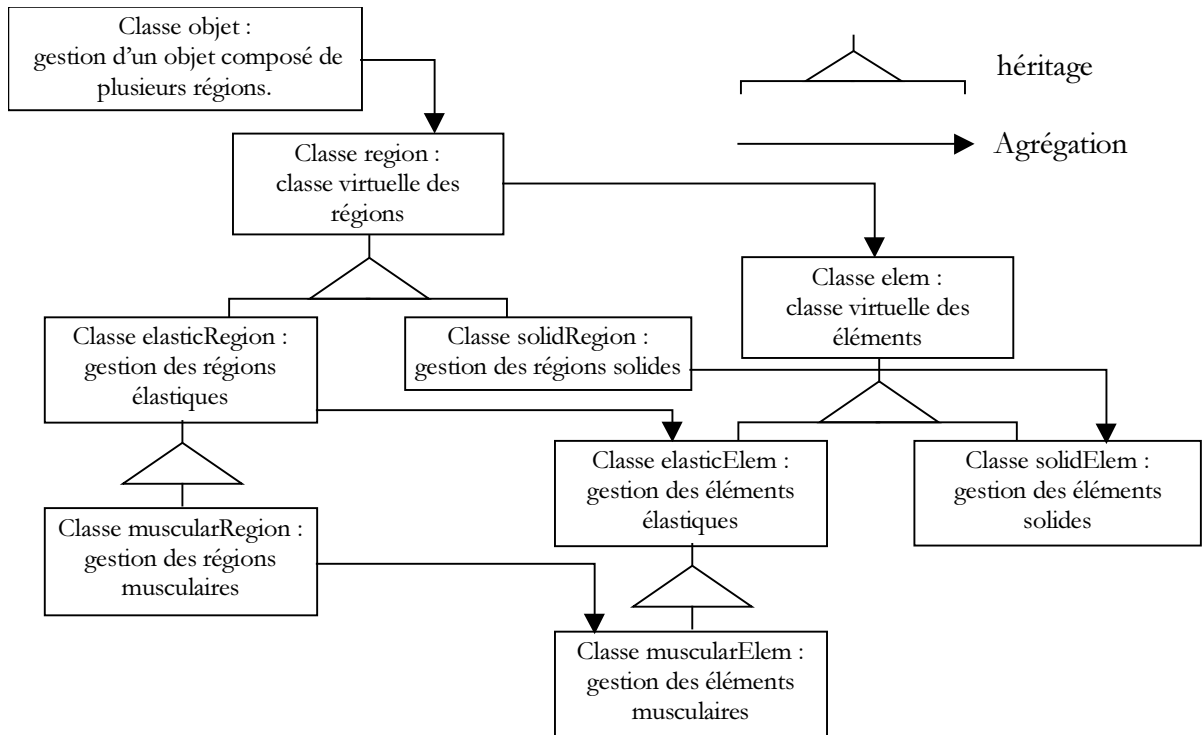 Classe objet :
gestion d'un objet composé de
plusieurs régions.
héritage
Agrégation
Classe region :
classe virtuelle des
régions
Classe elem :
classe virtuelle des
éléments
Classe elasticRegion :
gestion des régions
élastiques
Classe solidRegion :
gestion des régions solides
Classe elasticElem :
gestion des éléments
élastiques
Classe solidElem :
gestion des éléments
solides
Classe muscularRegion :
gestion des régions
musculaires
Classe muscularElem :
gestion des éléments
musculaires